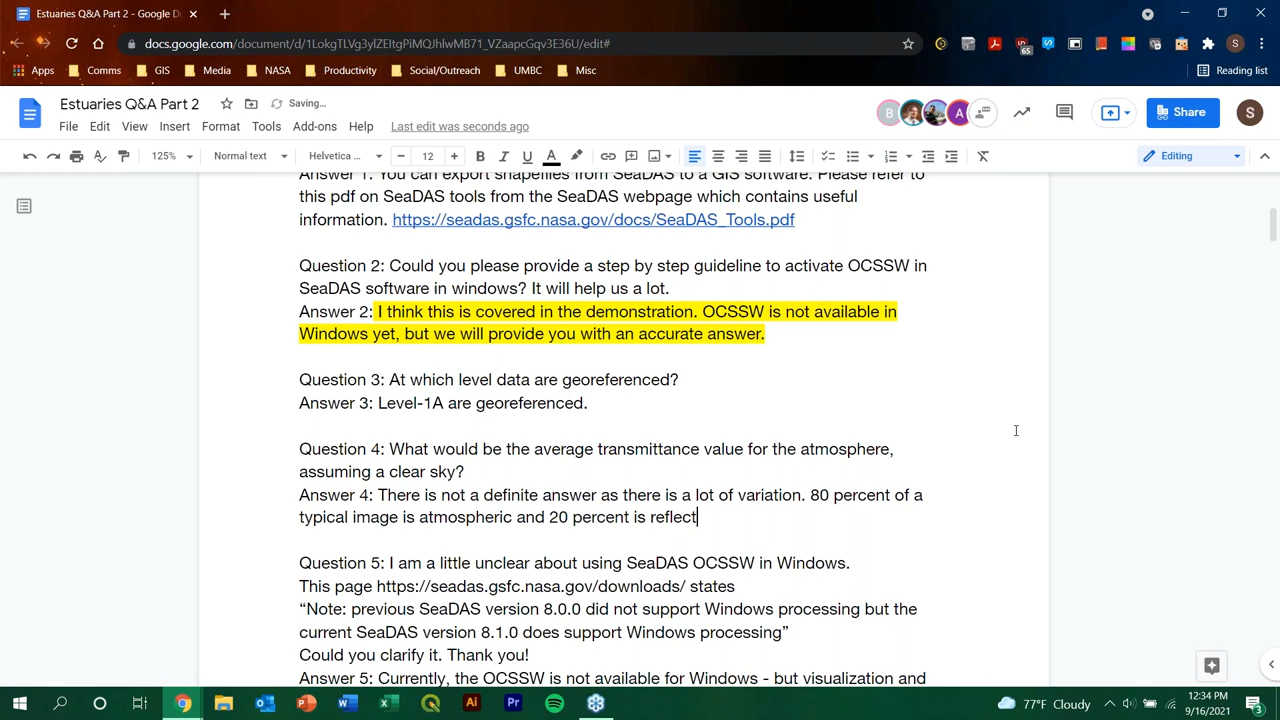 Estuaries Q&A Part 2 - Google D
docs.google.com/document/d/1LokgTLVg3ylZEItgPiMQJhlwMB71_VZaapcGqv3E36U/edit#
Apps Comms GIS Media NASA Productivity Social/Outreach UMBC Misc Reading list
Estuaries Q&A Part 2 Saving…
File Edit View Insert Format Tools Add-ons Help Last edit was seconds ago
Share
125% Normal text Helvetica ... 12 Editing
Answer 1: You can export shapefiles from SeaDAS to a GIS software. Please refer to
this pdf on SeaDAS tools from the SeaDAS webpage which contains useful
information. https://seadas.gsfc.nasa.gov/docs/SeaDAS_Tools.pdf
Question 2: Could you please provide a step by step guideline to activate OCSSW in
SeaDAS software in windows? It will help us a lot.
Answer 2: I think this is covered in the demonstration. OCSSW is not available in
Windows yet, but we will provide you with an accurate answer.
Question 3: At which level data are georeferenced?
Answer 3: Level-1A are georeferenced.
Question 4: What would be the average transmittance value for the atmosphere,
assuming a clear sky?
Answer 4: There is not a definite answer as there is a lot of variation. 80 percent of a
typical image is atmospheric and 20 percent is reflect
Question 5: I am a little unclear about using SeaDAS OCSSW in Windows.
This page https://seadas.gsfc.nasa.gov/downloads/ states
“Note: previous SeaDAS version 8.0.0 did not support Windows processing but the
current SeaDAS version 8.1.0 does support Windows processing”
Could you clarify it. Thank you!
Answer 5: Currently, the OCSSW is not available for Windows - but visualization and
77°F Cloudy
12:34 PM
9/16/2021